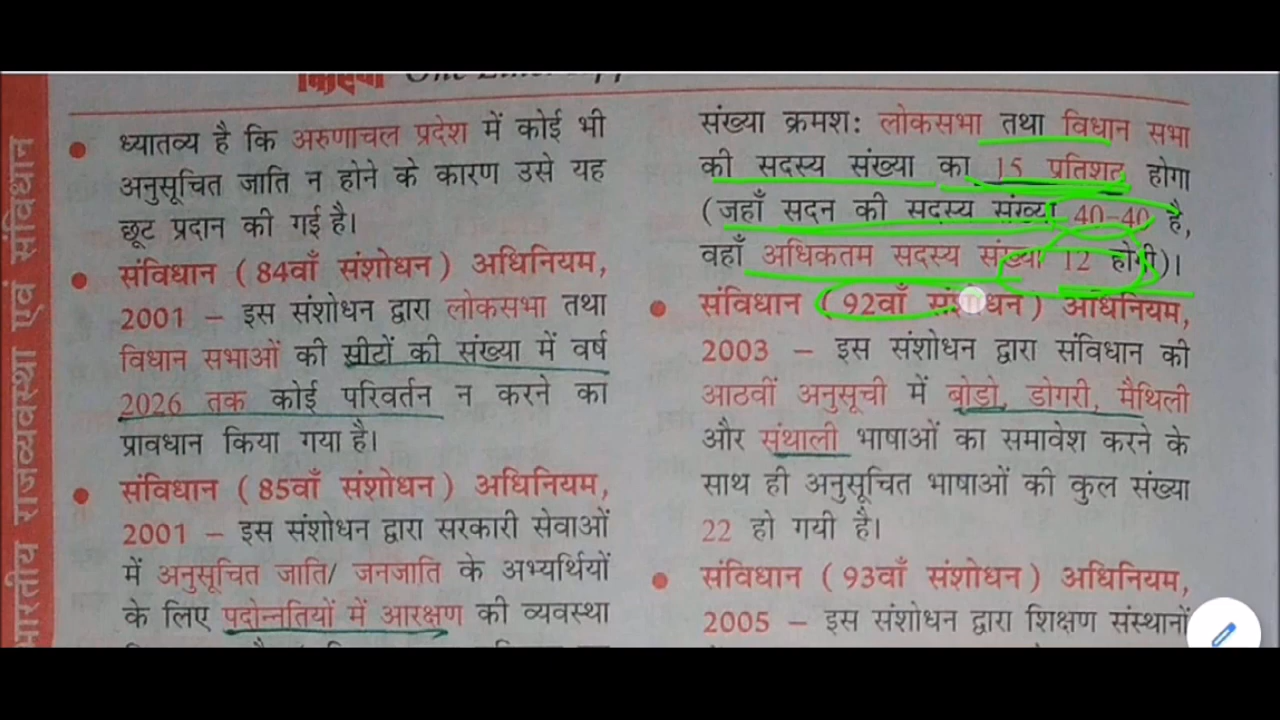 भारतीय राजव्यवस्था एवं संविधान
ध्यातव्य है कि अरुणाचल प्रदेश में कोई भी
अनुसूचित जाति न होने के कारण उसे यह
छूट प्रदान की गई है।
संविधान (84वाँ संशोधन) अधिनियम,
2001 – इस संशोधन द्वारा लोकसभा तथा
विधान सभाओं की सीटों की संख्या में वर्ष
2026 तक कोई परिवर्तन न करने का
प्रावधान किया गया है।
संविधान (85वाँ संशोधन) अधिनियम,
2001 – इस संशोधन द्वारा सरकारी सेवाओं
में अनुसूचित जाति/ जनजाति के अभ्यर्थियों
के लिए पदोन्नतियों में आरक्षण की व्यवस्था
संख्या क्रमश: लोकसभा तथा विधान सभा
की सदस्य संख्या का 15 प्रतिशत होगा
(जहाँ सदन की सदस्य संख्या 40-40 है,
वहाँ अधिकतम सदस्य संख्या 12 होगी)।
संविधान (92वाँ संशोधन) अधिनियम,
2003 – इस संशोधन द्वारा संविधान की
आठवीं अनुसूची में बोडो, डोगरी, मैथिली
और संथाली भाषाओं का समावेश करने के
साथ ही अनुसूचित भाषाओं की कुल संख्या
22 हो गयी है।
संविधान (93वाँ संशोधन) अधिनियम,
2005 – इस संशोधन द्वारा शिक्षण संस्थानों